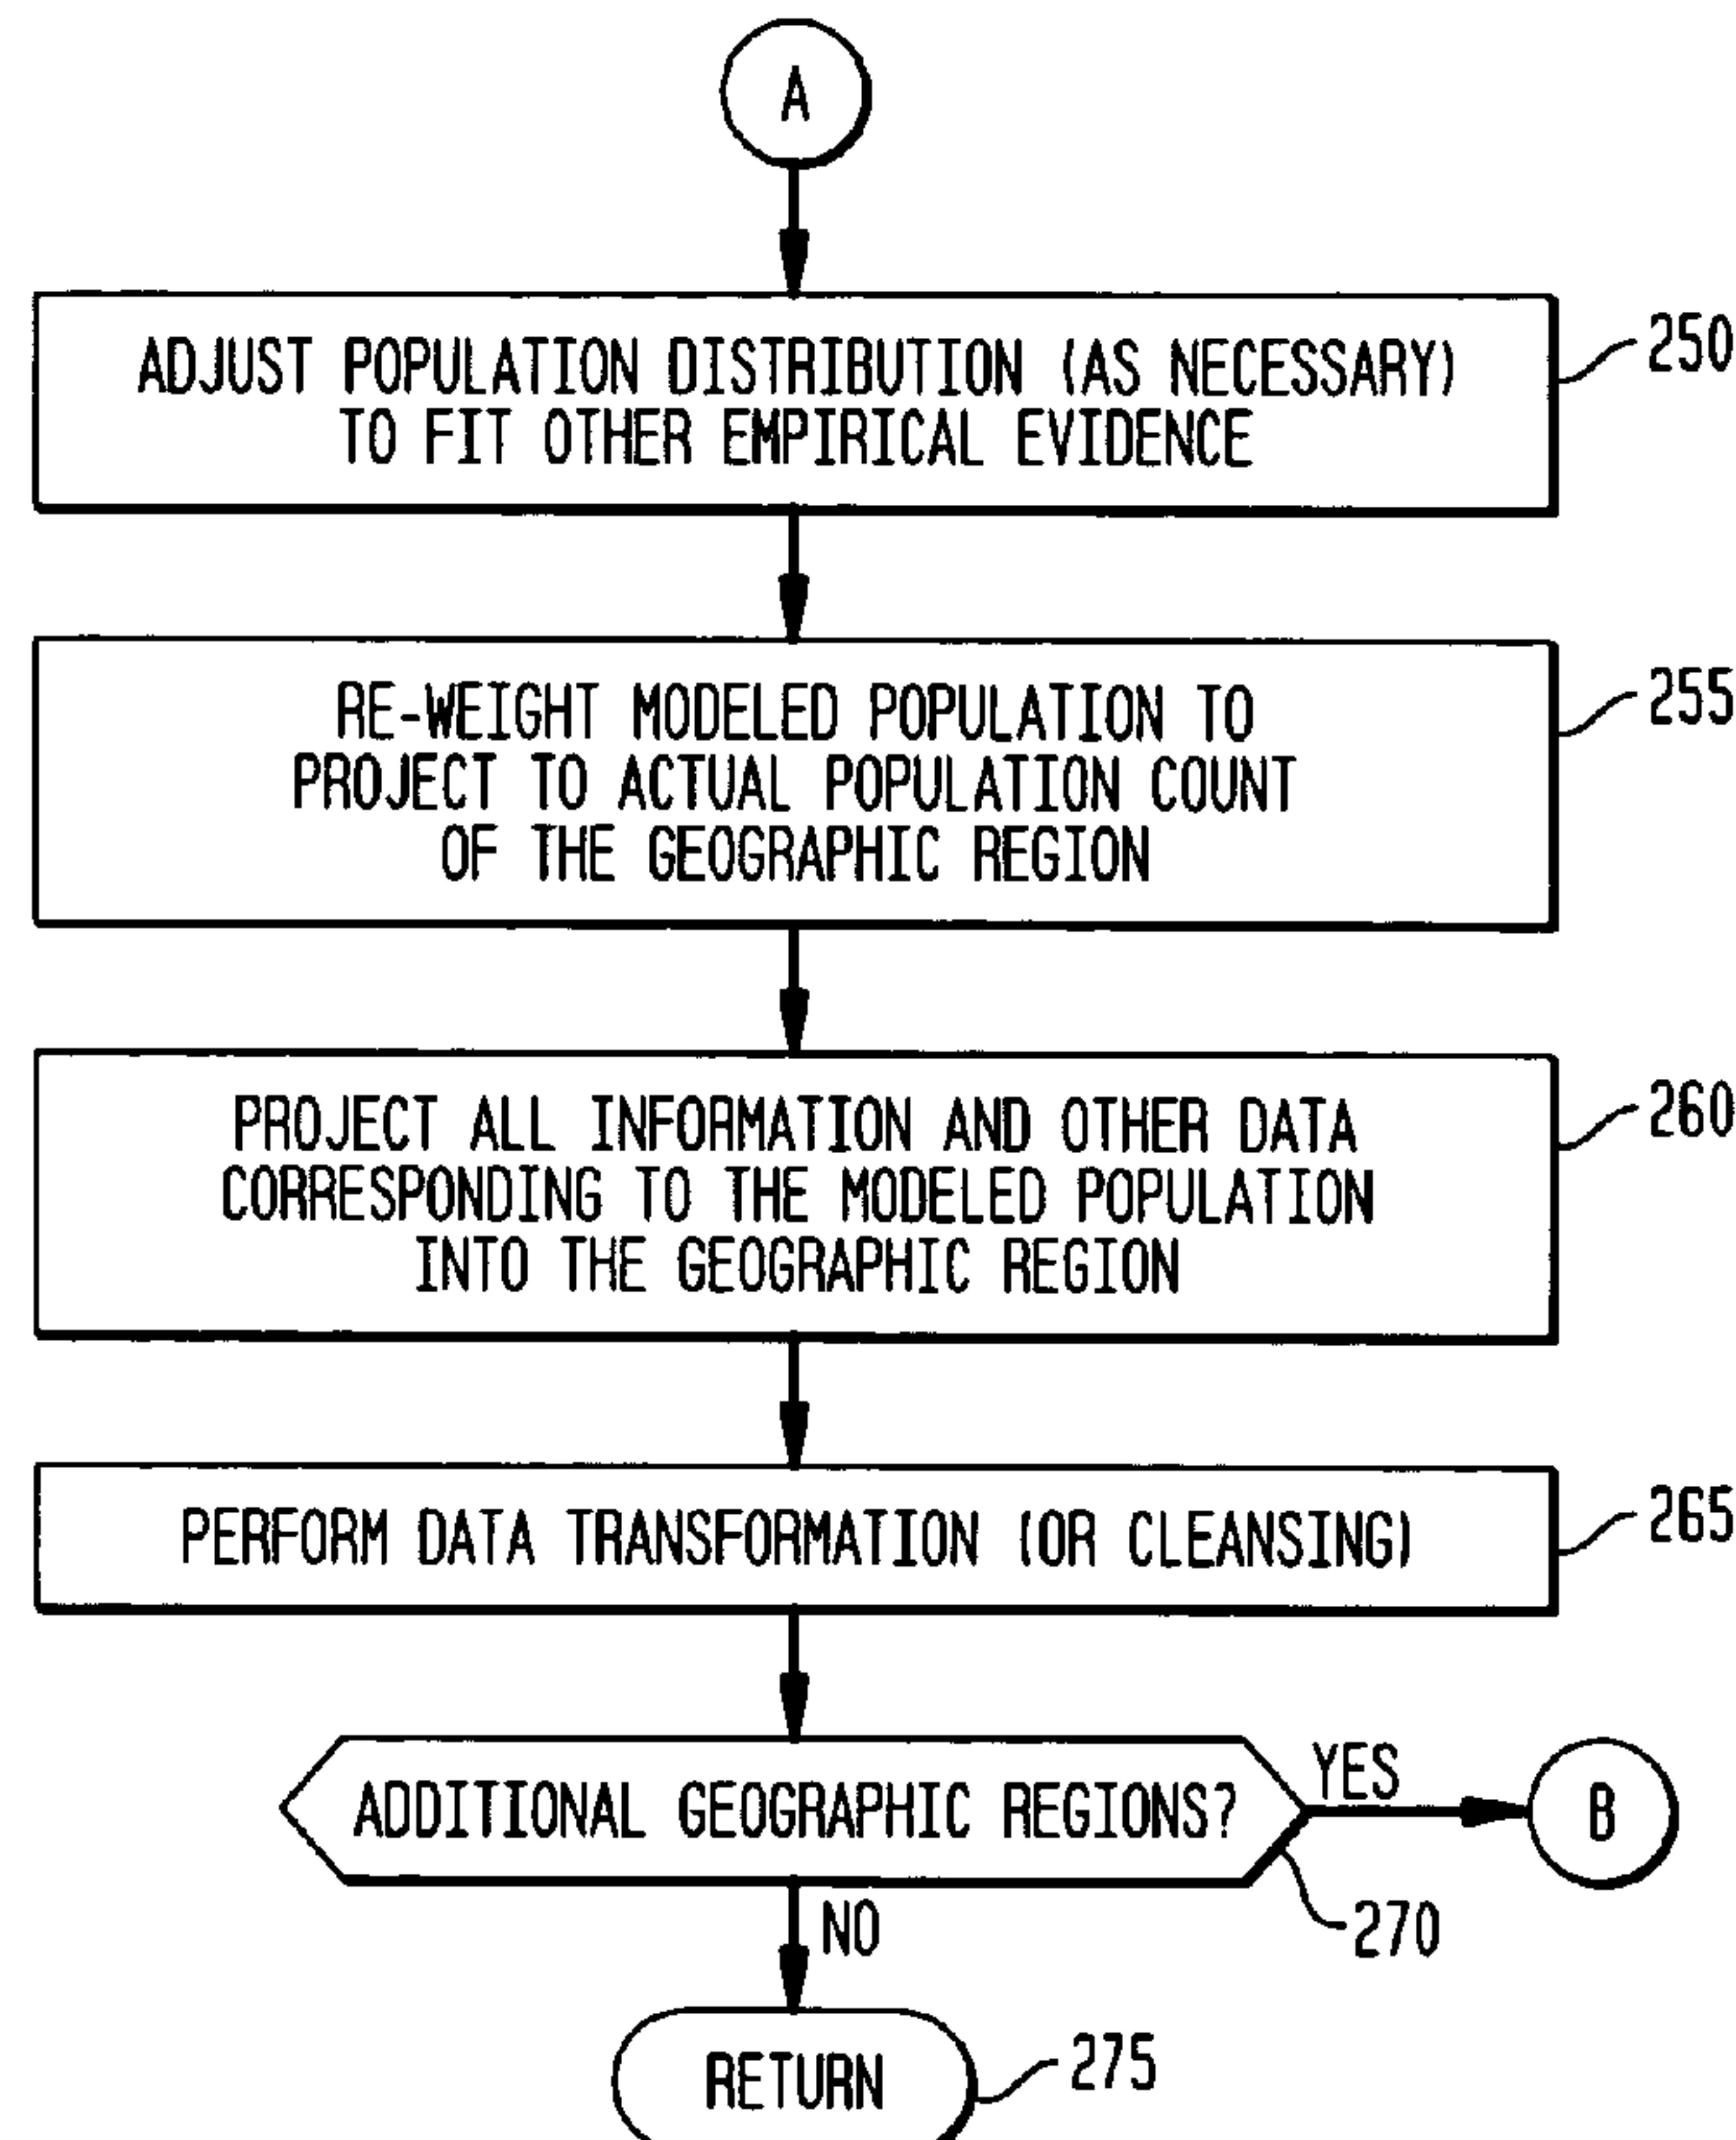 A
ADJUST POPULATION DISTRIBUTION (AS NECESSARY)
TO FIT OTHER EMPIRICAL EVIDENCE
250
RE-WEIGHT MODELED POPULATION TO
PROJECT TO ACTUAL POPULATION COUNT
OF THE GEOGRAPHIC REGION
255
PROJECT ALL INFORMATION AND OTHER DATA
CORRESPONDING TO THE MODELED POPULATION
INTO THE GEOGRAPHIC REGION
260
PERFORM DATA TRANSFORMATION (OR CLEANSING)
265
ADDITIONAL GEOGRAPHIC REGIONS?
YES
B
270
NO
RETURN
275